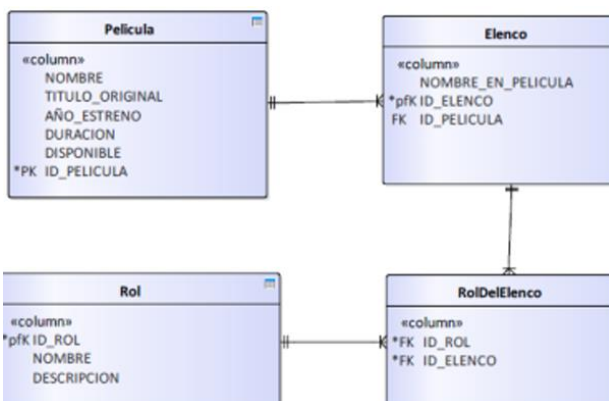 Pelicula
«column»
NOMBRE
TITULO_ORIGINAL
AÑO_ESTRENO
DURACION
DISPONIBLE
*PK ID_PELICULA
Elenco
«column»
NOMBRE_EN_PELICULA
*pfK ID_ELENCO
FK ID_PELICULA
Rol
«column»
*pfK ID_ROL
NOMBRE
DESCRIPCION
RolDelElenco
«column»
*FK ID_ROL
*FK ID_ELENCO